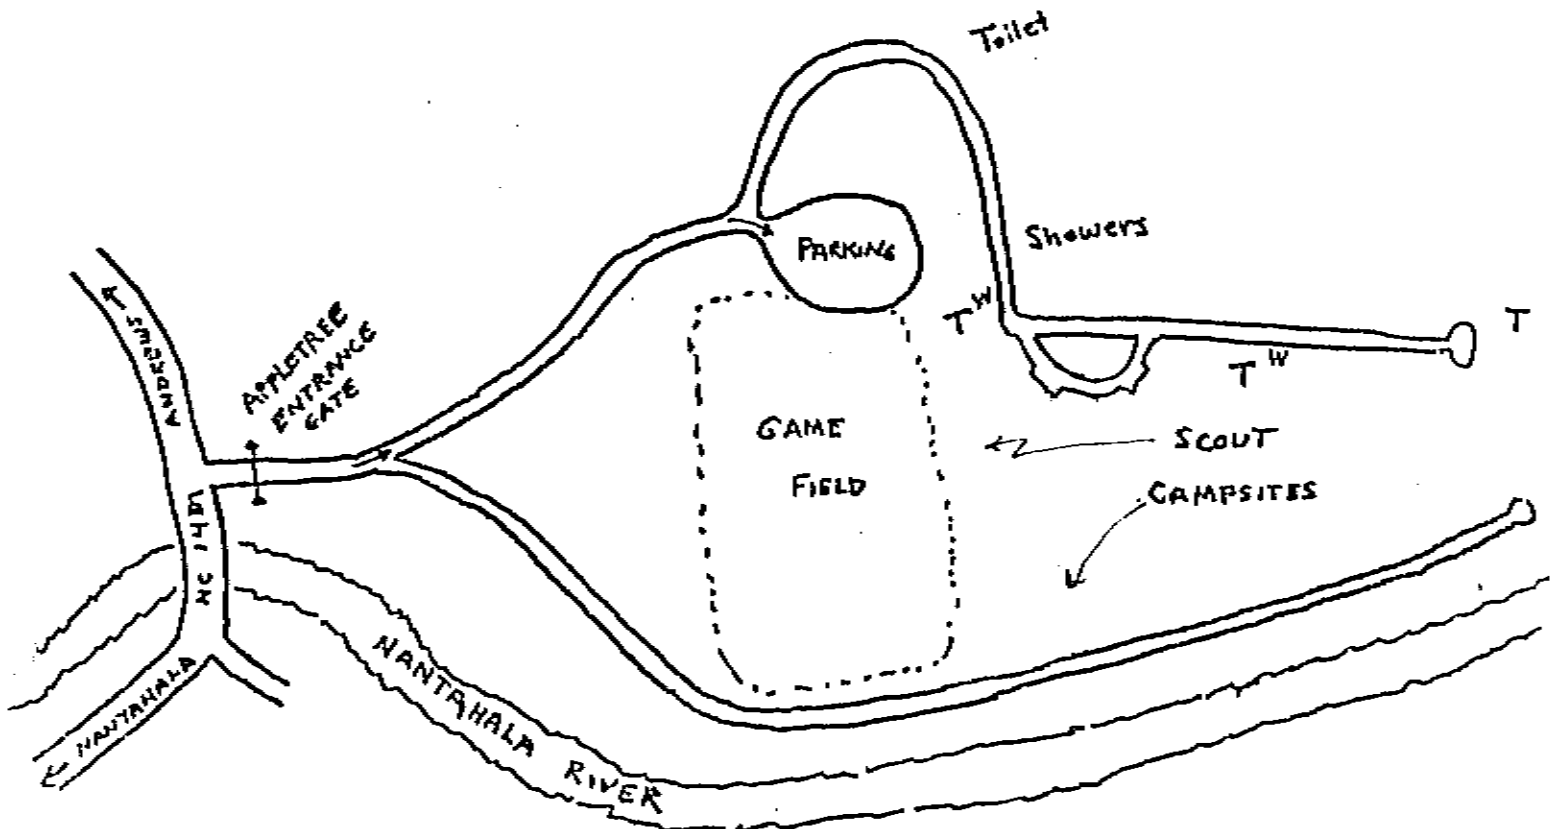 Toilet
Showers
PARKING
T W
T
T W
ANDREWS
APPLETREE
ENTRANCE
GATE
GAME
FIELD
SCOUT
CAMPSITES
NC 1401
NANTAHALA
NANTAHALA RIVER